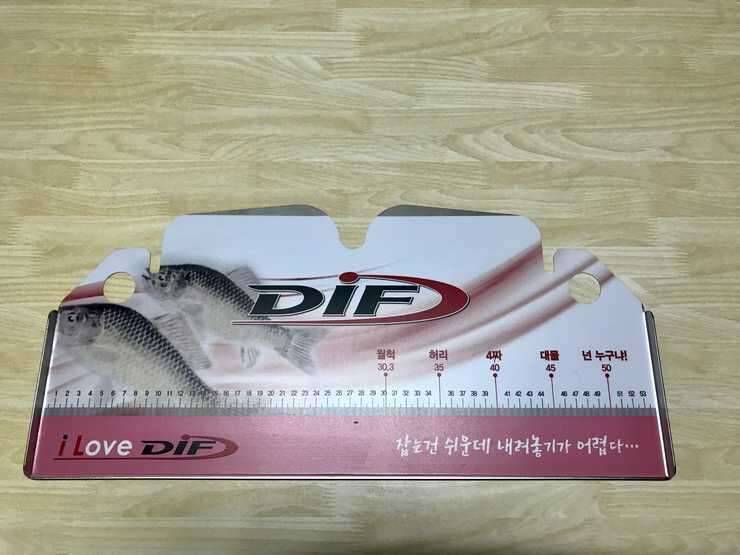 DIF
월척 허리 4짜 대물 넌 누구냐!
30.3 35 40 45 50
1 2 3 4 5 6 7 8 9 10 11 12 13 14 15 16 17 18 19 20 21 22 23 24 25 26 27 28 29 30 31 32 33 34 36 37 38 39 41 42 43 44 46 47 48 49 51 52 53
i Love DIF 잡는건 쉬운데 내려놓기가 어렵다...